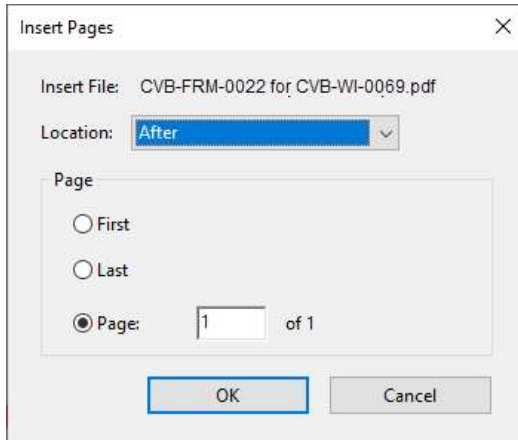 Insert Pages
Insert File: CVB-FRM-0022 for CVB-WI-0069.pdf
Location: After
Page
First
Last
Page: 1 of 1
OK Cancel